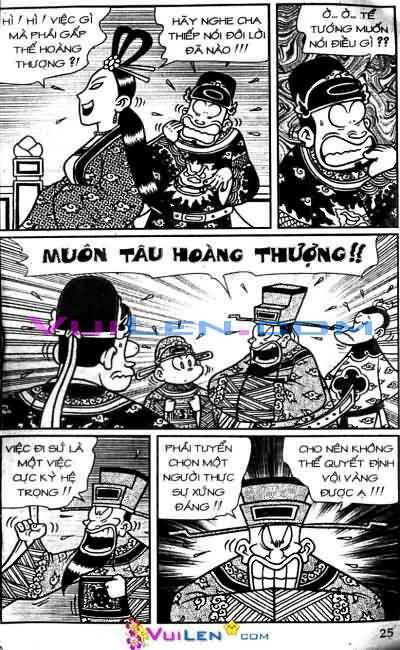 HÌ! HÌ! VIỆC GÌ
MÀ PHẢI GẤP
THẾ HOÀNG
THƯỢNG?!
HÃY NGHE CHA
THIẾP NÓI ĐÔI LỜI
ĐÃ NÀO!!!
Ờ... Ờ... TỂ
TƯỚNG MUỐN
NÓI ĐIỀU GÌ??
MUÔN TÂU HOÀNG THƯỢNG!!
VUILEN.COM
VIỆC ĐI SỨ LÀ
MỘT VIỆC
CỰC KỲ HỆ
TRỌNG!!
PHẢI TUYỂN
CHỌN MỘT
NGƯỜI THỰC
SỰ XỨNG
ĐÁNG!!
CHO NÊN KHÔNG
THỂ QUYẾT ĐỊNH
VỘI VÀNG
ĐƯỢC Ạ!!!
25
VUILEN.COM